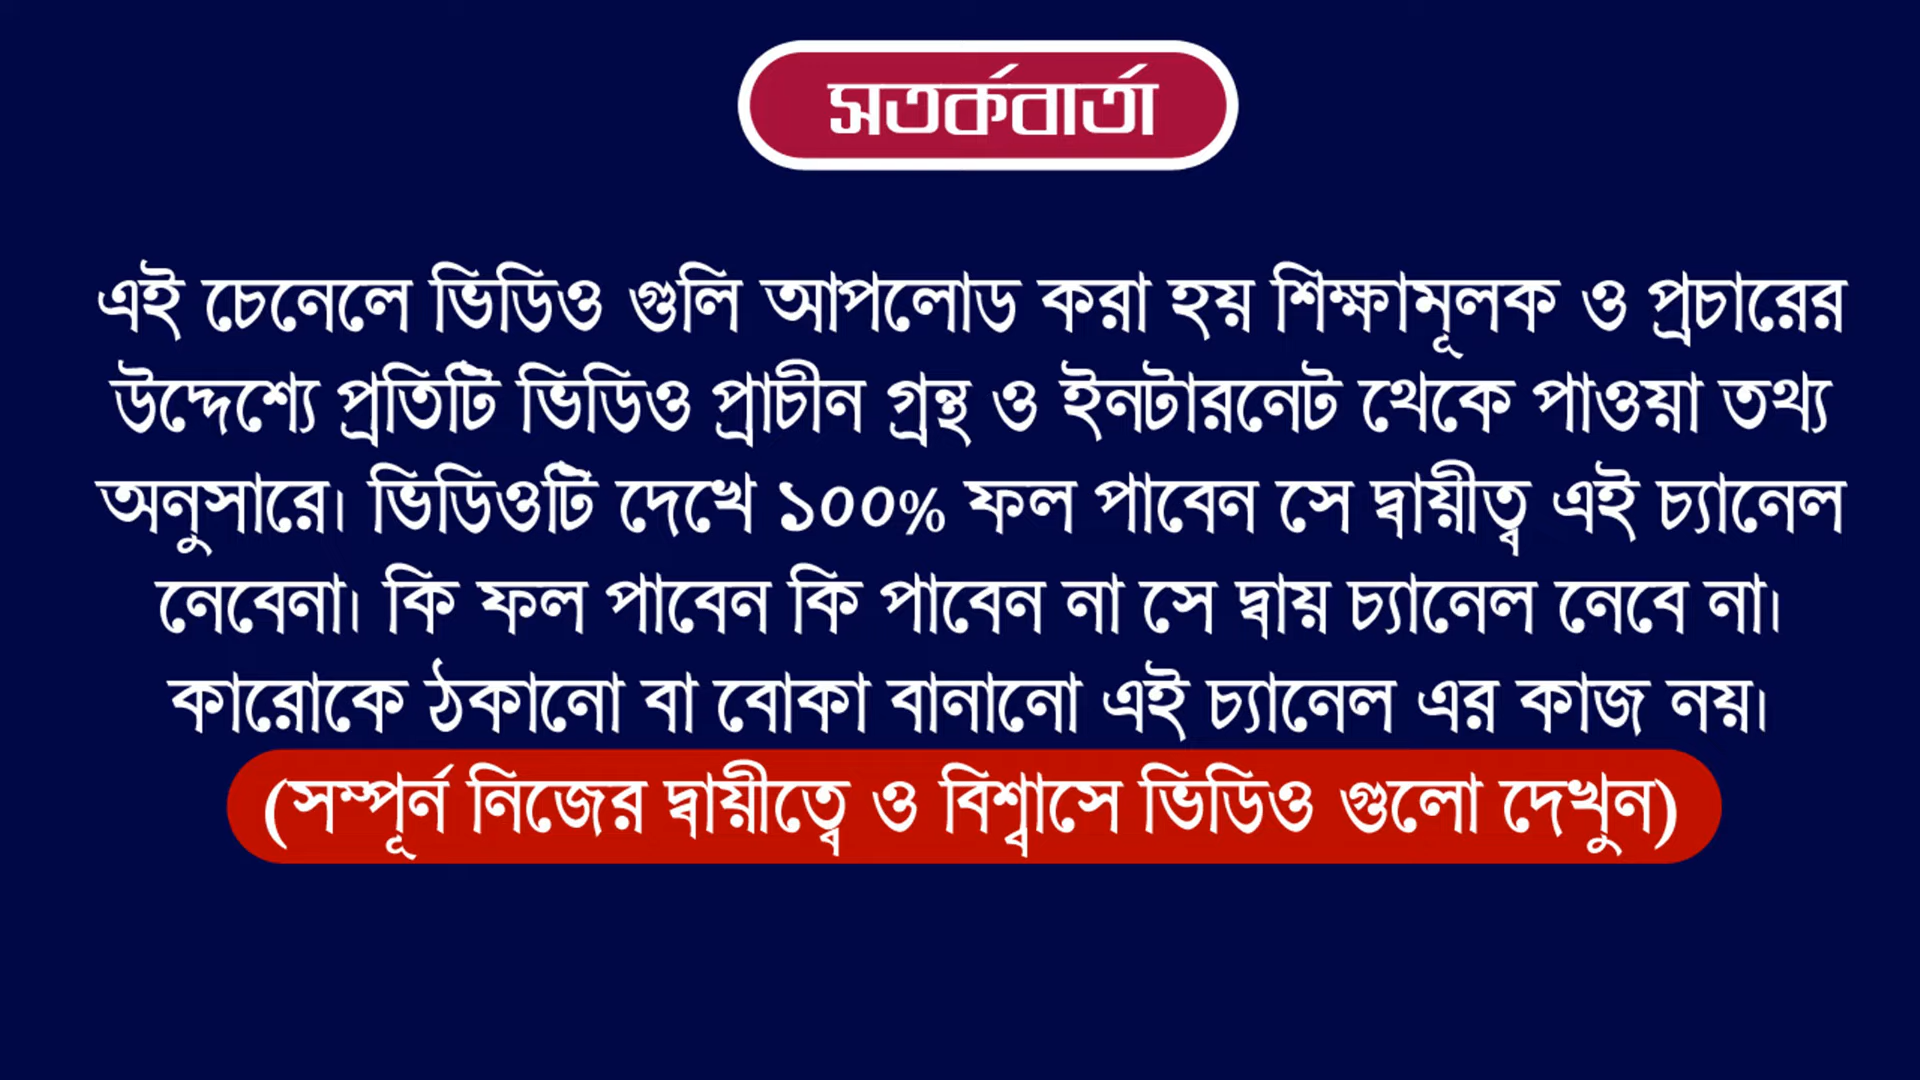 সতর্কবার্তা
এই চেনেলে ভিডিও গুলি আপলোড করা হয় শিক্ষামূলক ও প্রচারের
উদ্দেশ্যে প্রতিটি ভিডিও প্রাচীন গ্রন্থ ও ইনটারনেট থেকে পাওয়া তথ্য
অনুসারে। ভিডিওটি দেখে ১০০% ফল পাবেন সে দ্বায়ীত্ব এই চ্যানেল
নেবেনা। কি ফল পাবেন কি পাবেন না সে দ্বায় চ্যানেল নেবে না।
কারোকে ঠকানো বা বোকা বানানো এই চ্যানেল এর কাজ নয়।
(সম্পূর্ন নিজের দ্বায়ীত্বে ও বিশ্বাসে ভিডিও গুলো দেখুন)